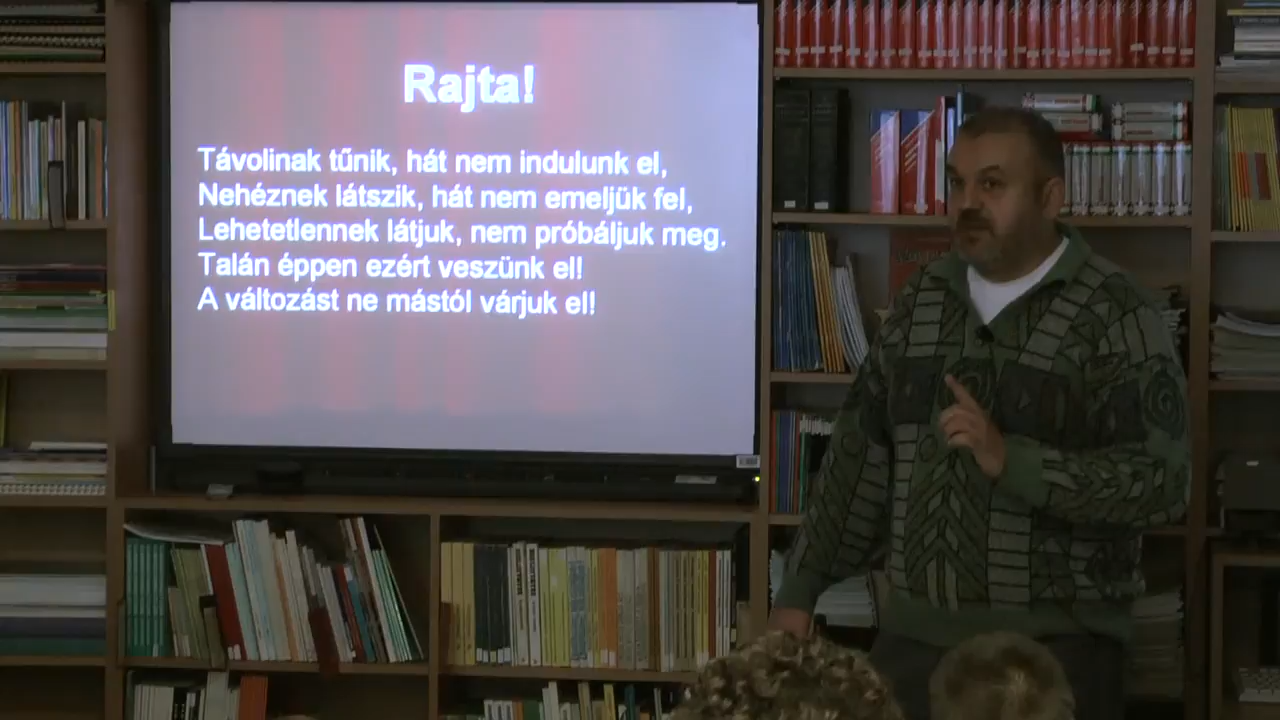 Rajta!
Távolinak tűnik, hát nem indulunk el,
Nehéznek látszik, hát nem emeljük fel,
Lehetetlennek látjuk, nem próbáljuk meg.
Talán éppen ezért veszünk el!
A változást ne mástól várjuk el!